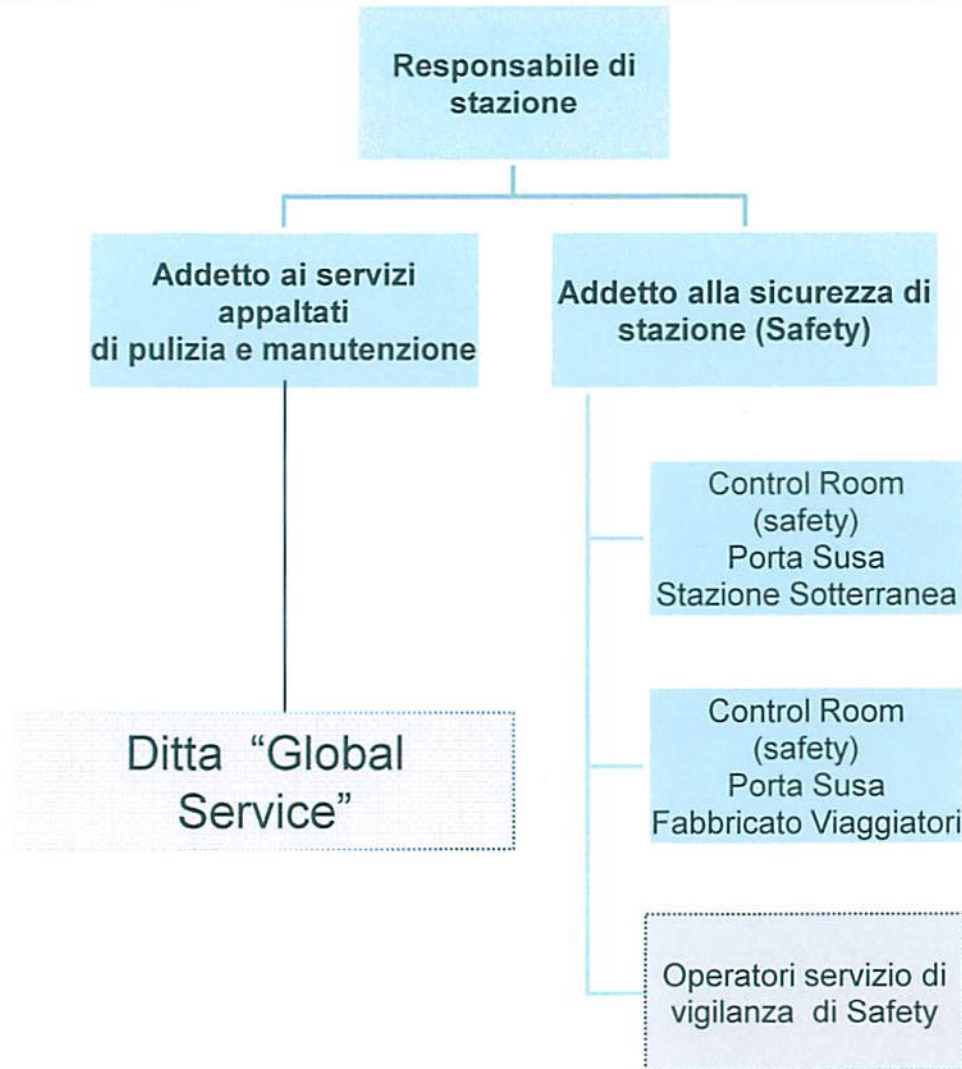 Responsabile di
stazione
Addetto ai servizi
appaltati
di pulizia e manutenzione
Addetto alla sicurezza di
stazione (Safety)
Control Room
(safety)
Porta Susa
Stazione Sotterranea
Control Room
(safety)
Porta Susa
Fabbricato Viaggiatori
Ditta “Global
Service”
Operatori servizio di
vigilanza di Safety